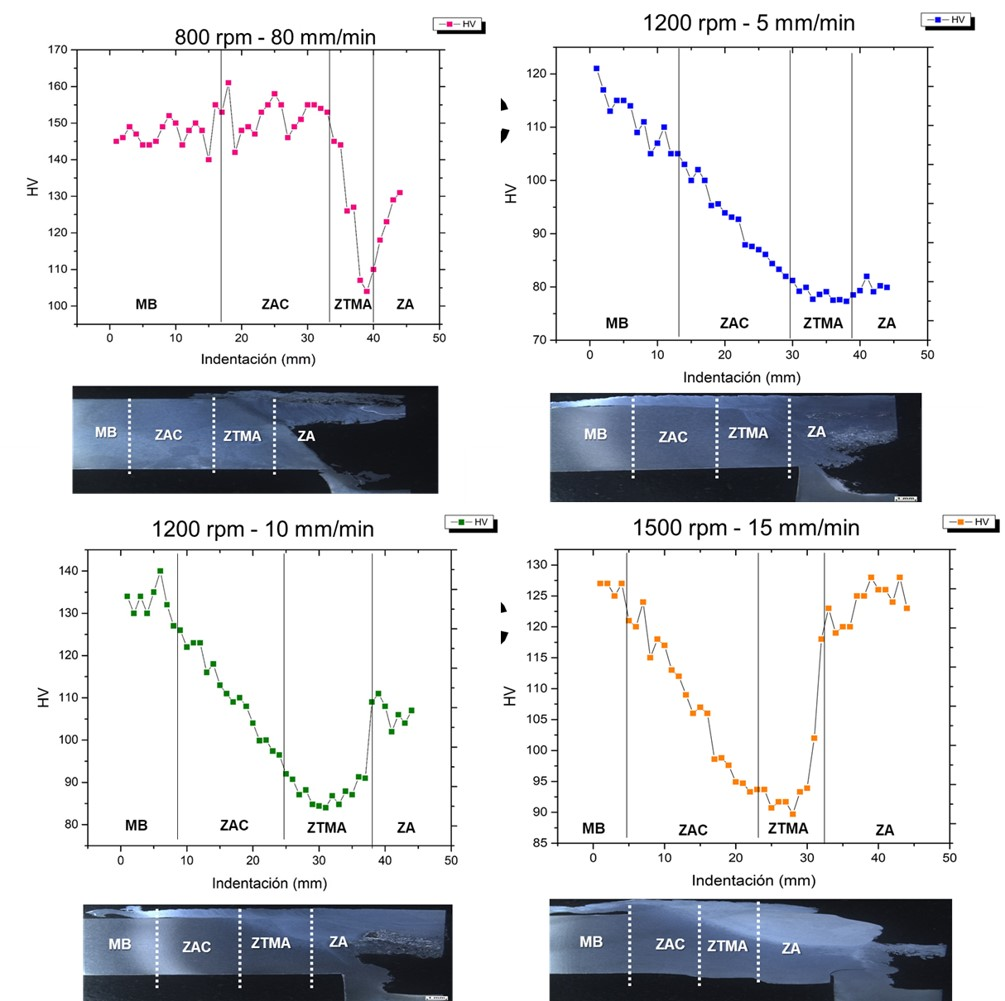 800 rpm - 80 mm/min
HV
170
160
150
140
130
120
110
100
HV
MB ZAC ZTMA ZA
0 10 20 30 40 50
Indentación (mm)
MB ZAC ZTMA ZA
1200 rpm - 5 mm/min
HV
120
110
100
90
80
70
HV
MB ZAC ZTMA ZA
0 10 20 30 40 50
Indentación (mm)
MB ZAC ZTMA ZA
1200 rpm - 10 mm/min
HV
140
130
120
110
100
90
80
HV
MB ZAC ZTMA ZA
0 10 20 30 40 50
Indentación (mm)
MB ZAC ZTMA ZA
1500 rpm - 15 mm/min
HV
130
125
120
115
110
105
100
95
90
85
HV
MB ZAC ZTMA ZA
0 10 20 30 40 50
Indentación (mm)
MB ZAC ZTMA ZA